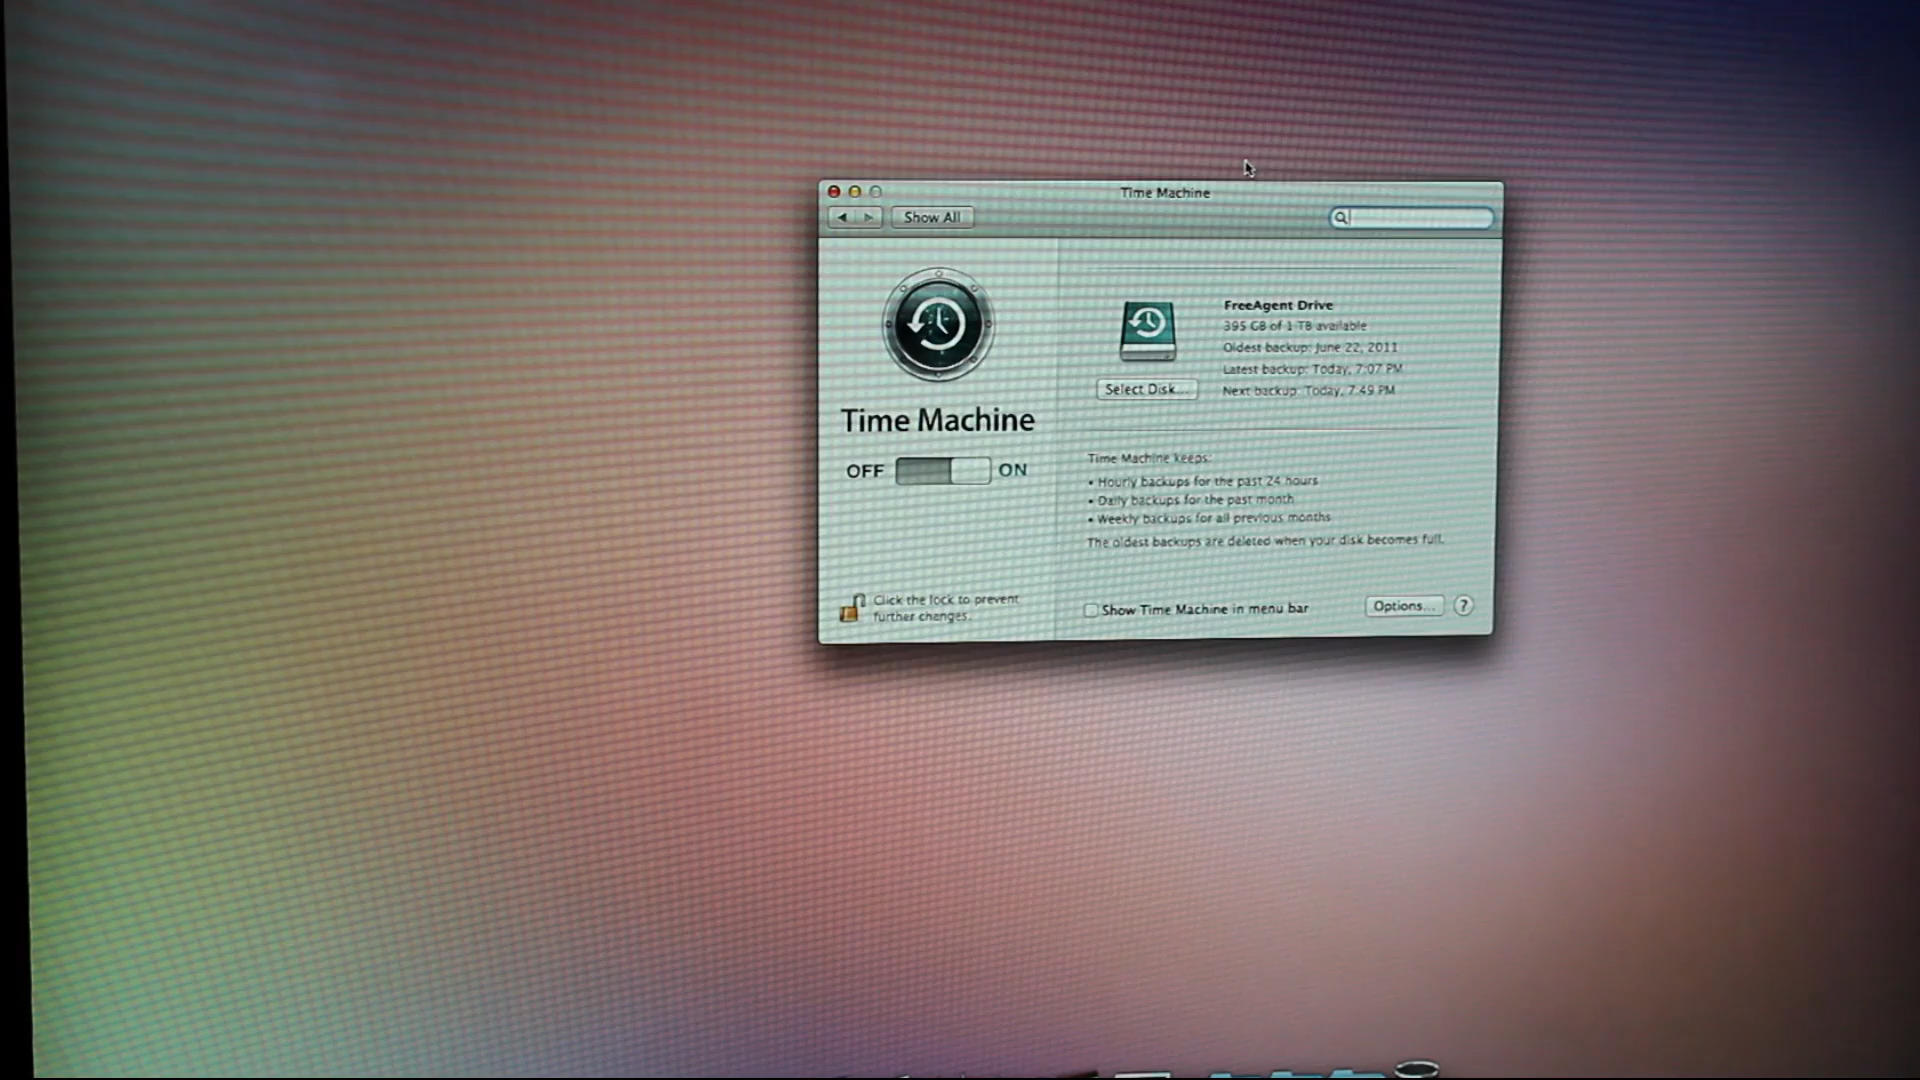 Time Machine
Show All
FreeAgent Drive
395 GB of 1 TB available
Oldest backup: June 22, 2011
Latest backup: Today, 7:07 PM
Select Disk...
Next backup: Today, 7:49 PM
Time Machine
OFF ON
Time Machine keeps:
• Hourly backups for the past 24 hours
• Daily backups for the past month
• Weekly backups for all previous months
The oldest backups are deleted when your disk becomes full.
Click the lock to prevent
further changes.
Show Time Machine in menu bar
Options... ?